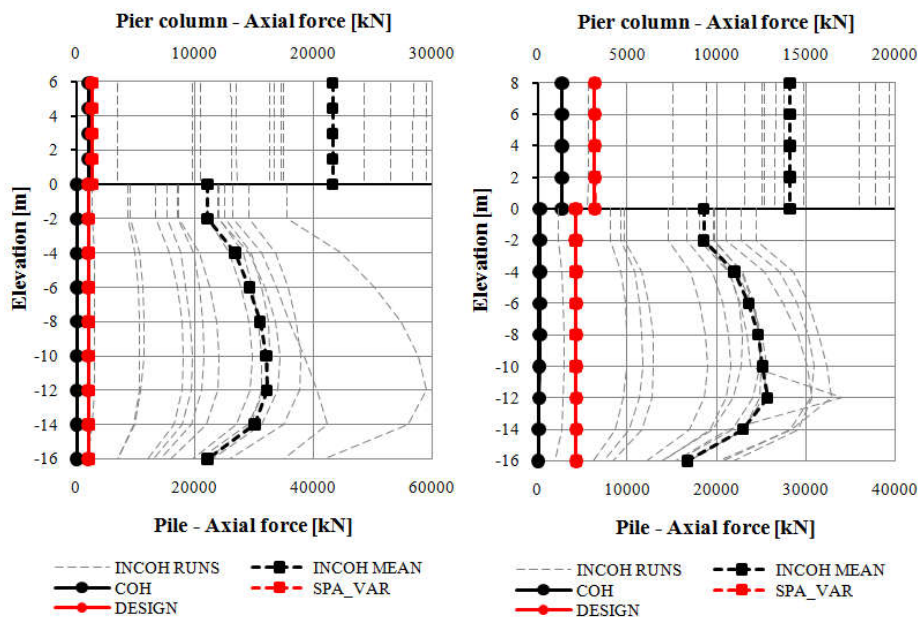 Pier column - Axial force [kN]
0 10000 20000 30000
6
4
2
0
-2
-4
-6
-8
-10
-12
-14
-16
Elevation [m]
0 20000 40000 60000
Pile - Axial force [kN]
INCOH RUNS INCOH MEAN
COH SPA_VAR
DESIGN
Pier column - Axial force [kN]
0 5000 10000 15000 20000
8
6
4
2
0
-2
-4
-6
-8
-10
-12
-14
-16
Elevation [m]
0 10000 20000 30000 40000
Pile - Axial force [kN]
INCOH RUNS INCOH MEAN
COH SPA_VAR
DESIGN